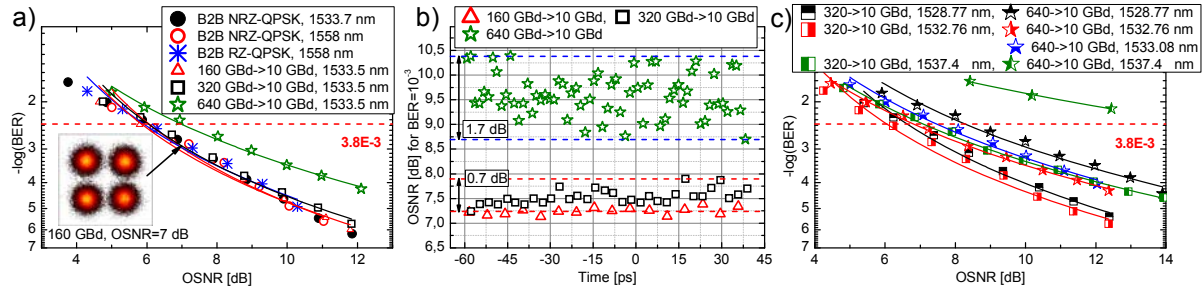 a)
B2B NRZ-QPSK, 1533.7 nm
B2B NRZ-QPSK, 1558 nm
B2B RZ-QPSK, 1558 nm
160 GBd->10 GBd, 1533.5 nm
320 GBd->10 GBd, 1533.5 nm
640 GBd->10 GBd, 1533.5 nm
3.8E-3
160 GBd, OSNR=7 dB
-log(BER)
2
3
4
5
6
7
4 6 8 10 12
OSNR [dB]
b)
160 GBd->10 GBd
320 GBd->10 GBd
640 GBd->10 GBd
1.7 dB
0.7 dB
OSNR [dB] for BER=10⁻³
10,5
10,0
9,5
9,0
8,5
8,0
7,5
7,0
6,5
-60 -45 -30 -15 0 15 30 45
Time [ps]
c)
320->10 GBd, 1528.77 nm, 640->10 GBd, 1528.77 nm
320->10 GBd, 1532.76 nm, 640->10 GBd, 1532.76 nm
640->10 GBd, 1533.08 nm
320->10 GBd, 1537.4 nm, 640->10 GBd, 1537.4 nm
3.8E-3
-log(BER)
2
3
4
5
6
7
4 6 8 10 12 14
OSNR [dB]